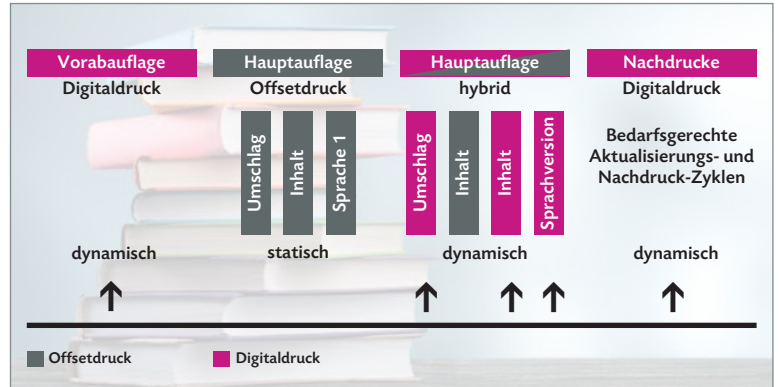 Vorabauflage
Digitaldruck
dynamisch
Hauptauflage
Offsetdruck
Umschlag
Inhalt
Sprache 1
statisch
Hauptauflage
hybrid
Umschlag
Inhalt
Inhalt
Sprachversion
dynamisch
Nachdrucke
Digitaldruck
Bedarfsgerechte
Aktualisierungs- und
Nachdruck-Zyklen
dynamisch
Offsetdruck
Digitaldruck